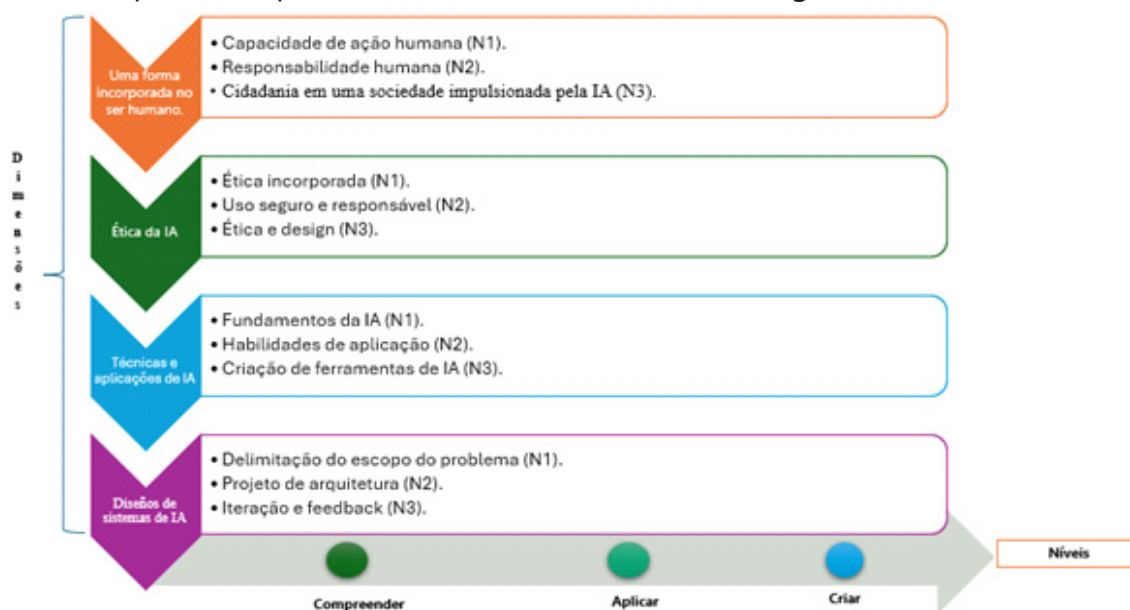 Dimensões
Uma forma
incorporada no
ser humano.
• Capacidade de ação humana (N1).
• Responsabilidade humana (N2).
• Cidadania em uma sociedade impulsionada pela IA (N3).
Ética da IA
• Ética incorporada (N1).
• Uso seguro e responsável (N2).
• Ética e design (N3).
Técnicas e
aplicações de IA
• Fundamentos da IA (N1).
• Habilidades de aplicação (N2).
• Criação de ferramentas de IA (N3).
Diseños de
sistemas de IA
• Delimitação do escopo do problema (N1).
• Projeto de arquitetura (N2).
• Iteração e feedback (N3).
Níveis
Compreender
Aplicar
Criar